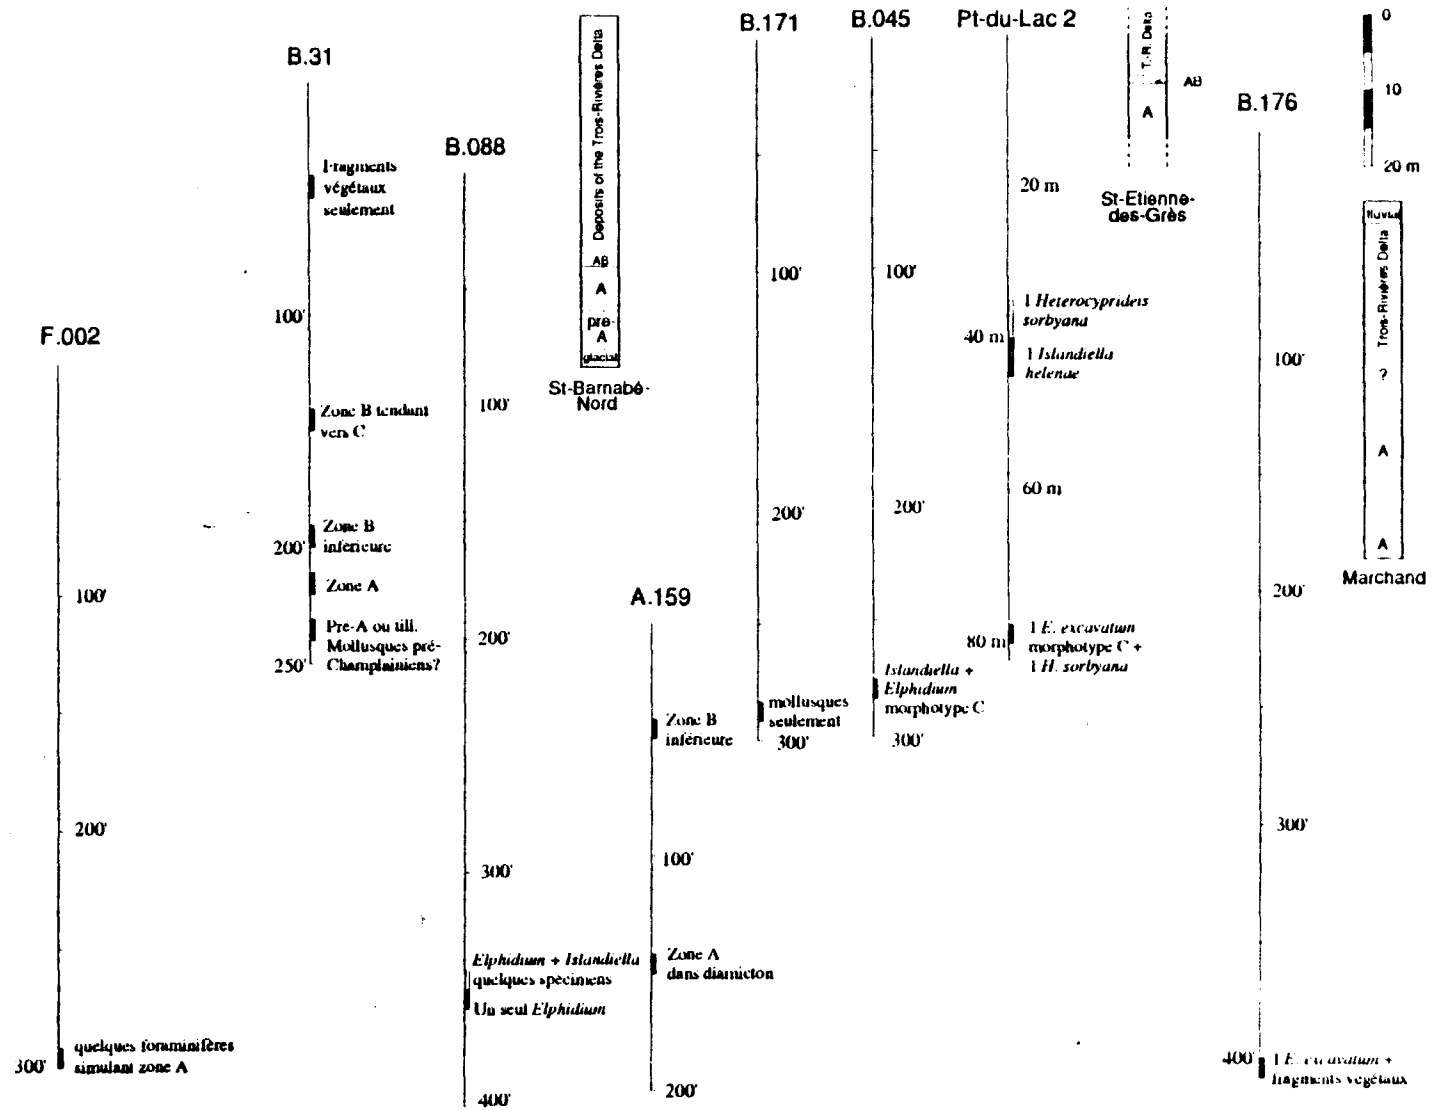 F.002
100'
200'
300'
quelques foraminifères
simulant zone A
B.31
Fragments
végétaux
seulement
100'
Zone B tendant
vers C
Zone B
inférieure
200'
Zone A
Pré-A ou till.
Mollusques pré-
Champlainiens?
250'
B.088
100'
200'
300'
Elphidium + Islandiella
quelques spécimens
Un seul Elphidium
400'
Deposits of the Trois-Rivières Delta
AB
A
pre-
A
glacial
St-Barnabé-
Nord
A.159
Zone B
inférieure
100'
Zone A
dans diamicton
200'
B.171
100'
200'
mollusques
seulement
300'
B.045
100'
200'
Islandiella +
Elphidium
morphotype C
300'
Pt-du-Lac 2
20 m
1 Heterocyprideis
sorbyana
40 m
1 Islandiella
helenae
60 m
80 m
1 E. excavatum
morphotype C +
1 H. sorbyana
T.-R. Delta
AB
A
St-Etienne-
des-Grès
B.176
100'
200'
300'
400'
1 E. excavatum +
fragments végétaux
0
10
20 m
fluvial
Trois-Rivières Delta
?
A
A
Marchand